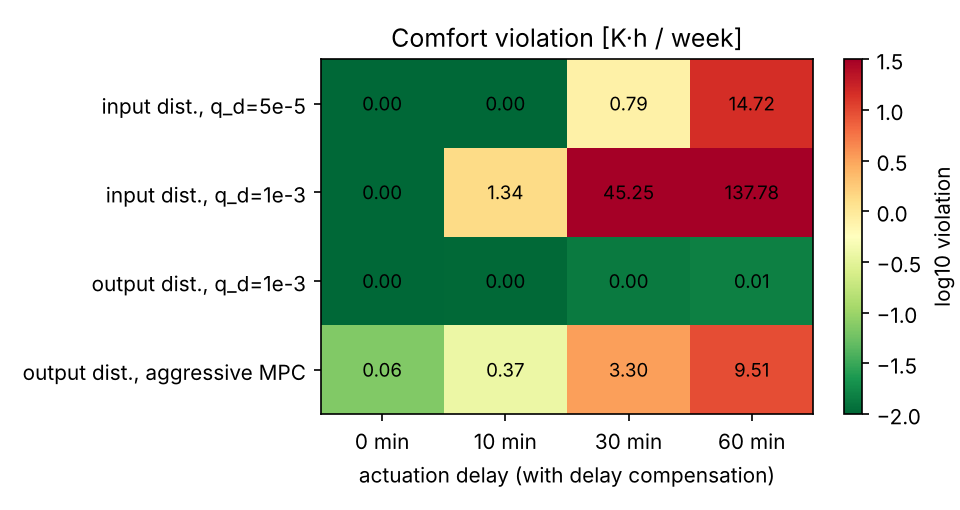 Comfort violation [K·h / week]
input dist., q_d=5e-5 0.00 0.00 0.79 14.72
input dist., q_d=1e-3 0.00 1.34 45.25 137.78
output dist., q_d=1e-3 0.00 0.00 0.00 0.01
output dist., aggressive MPC 0.06 0.37 3.30 9.51
0 min 10 min 30 min 60 min
actuation delay (with delay compensation)
1.5
1.0
0.5
0.0
−0.5
−1.0
−1.5
−2.0
log10 violation